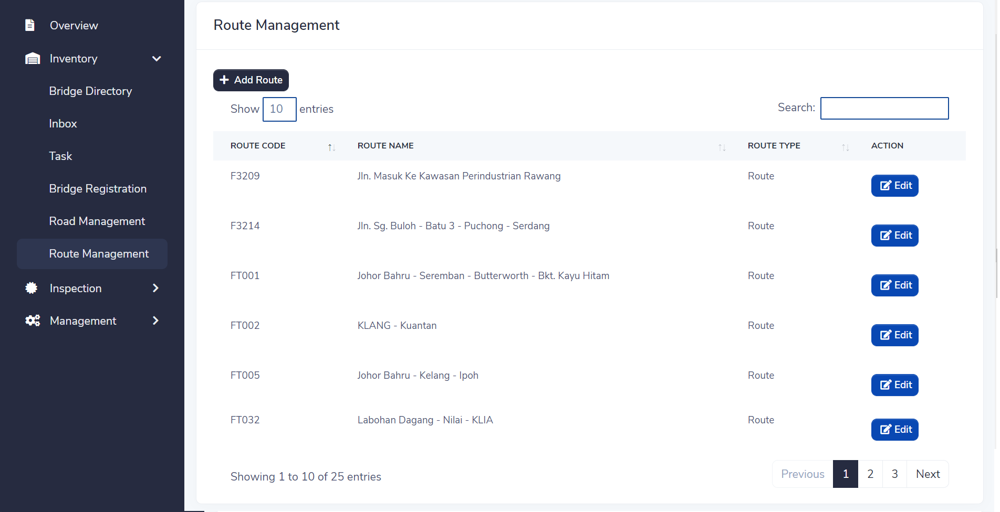 Overview
Inventory
Bridge Directory
Inbox
Task
Bridge Registration
Road Management
Route Management
Inspection
Management
Route Management
Add Route
Show 10 entries
Search:
ROUTE CODE ROUTE NAME ROUTE TYPE ACTION
F3209 Jln. Masuk Ke Kawasan Perindustrian Rawang Route Edit
F3214 Jln. Sg. Buloh - Batu 3 - Puchong - Serdang Route Edit
FT001 Johor Bahru - Seremban - Butterworth - Bkt. Kayu Hitam Route Edit
FT002 KLANG - Kuantan Route Edit
FT005 Johor Bahru - Kelang - Ipoh Route Edit
FT032 Labohan Dagang - Nilai - KLIA Route Edit
Showing 1 to 10 of 25 entries
Previous 1 2 3 Next